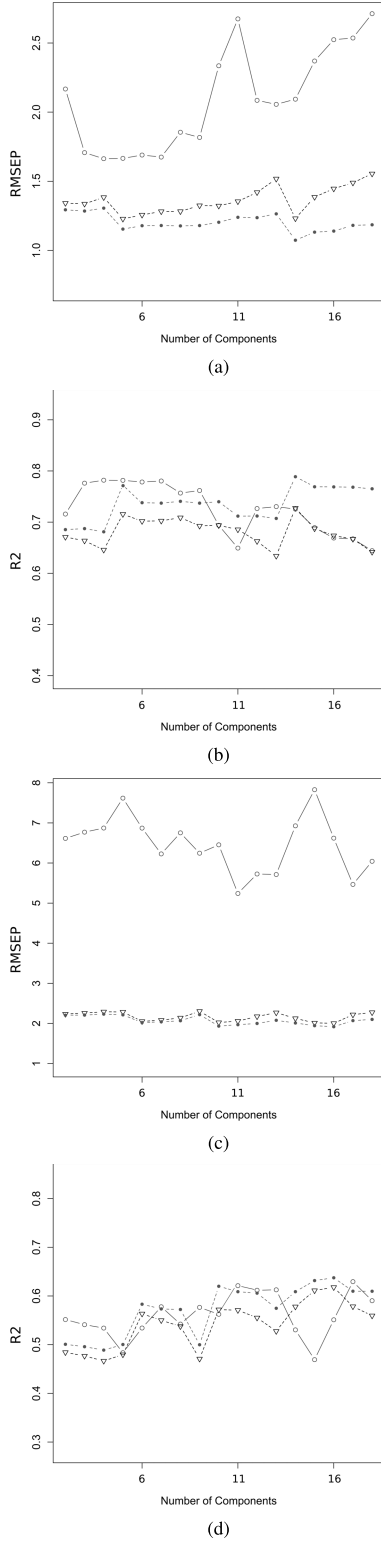 2.5
2.0
1.5
1.0
RMSEP
6 11 16
Number of Components
(a)
0.9
0.8
0.7
0.6
0.5
0.4
R2
6 11 16
Number of Components
(b)
8
7
6
5
4
3
2
1
RMSEP
6 11 16
Number of Components
(c)
0.8
0.7
0.6
0.5
0.4
0.3
R2
6 11 16
Number of Components
(d)